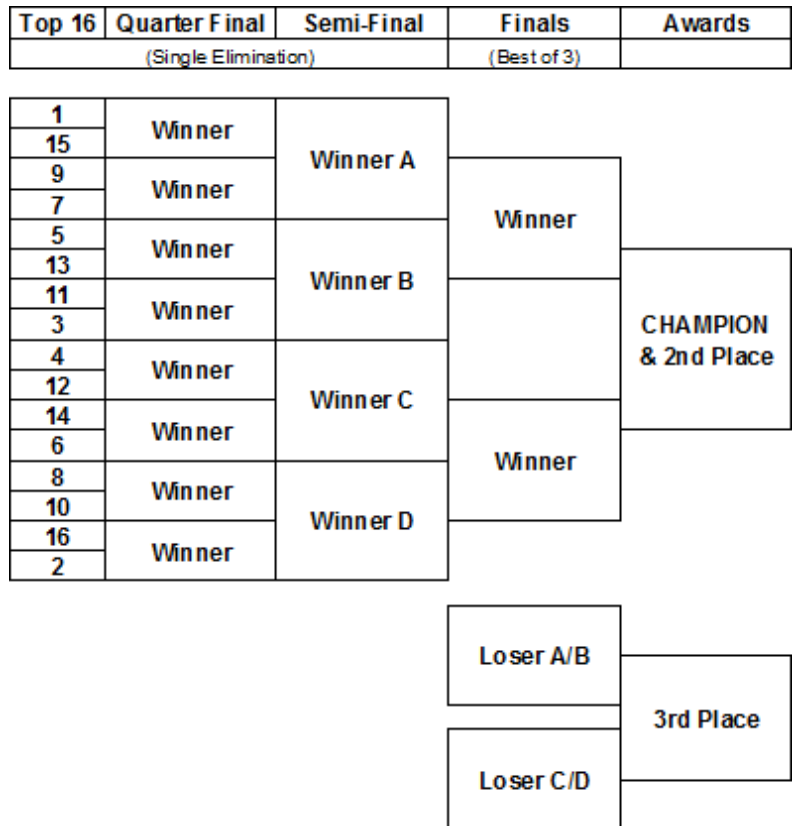 Top 16 Quarter Final Semi-Final Finals Awards
(Single Elimination) (Best of 3)
1
Winner
15
Winner A
9
Winner
7
Winner
5
Winner
13
Winner B
11
Winner
3
CHAMPION
& 2nd Place
4
Winner
12
Winner C
14
Winner
6
Winner
8
Winner
10
Winner D
16
Winner
2
Loser A/B
3rd Place
Loser C/D